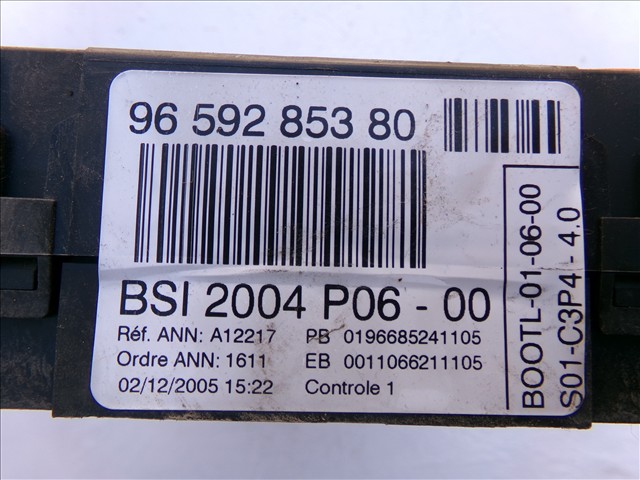 96 592 853 80
BSI 2004 P06 - 00
Réf. ANN: A12217 PB 0196685241105
Ordre ANN: 1611 EB 0011066211105
02/12/2005 15:22 Controle 1
BOOTL-01-06-00
S01-C3P4 - 4.0